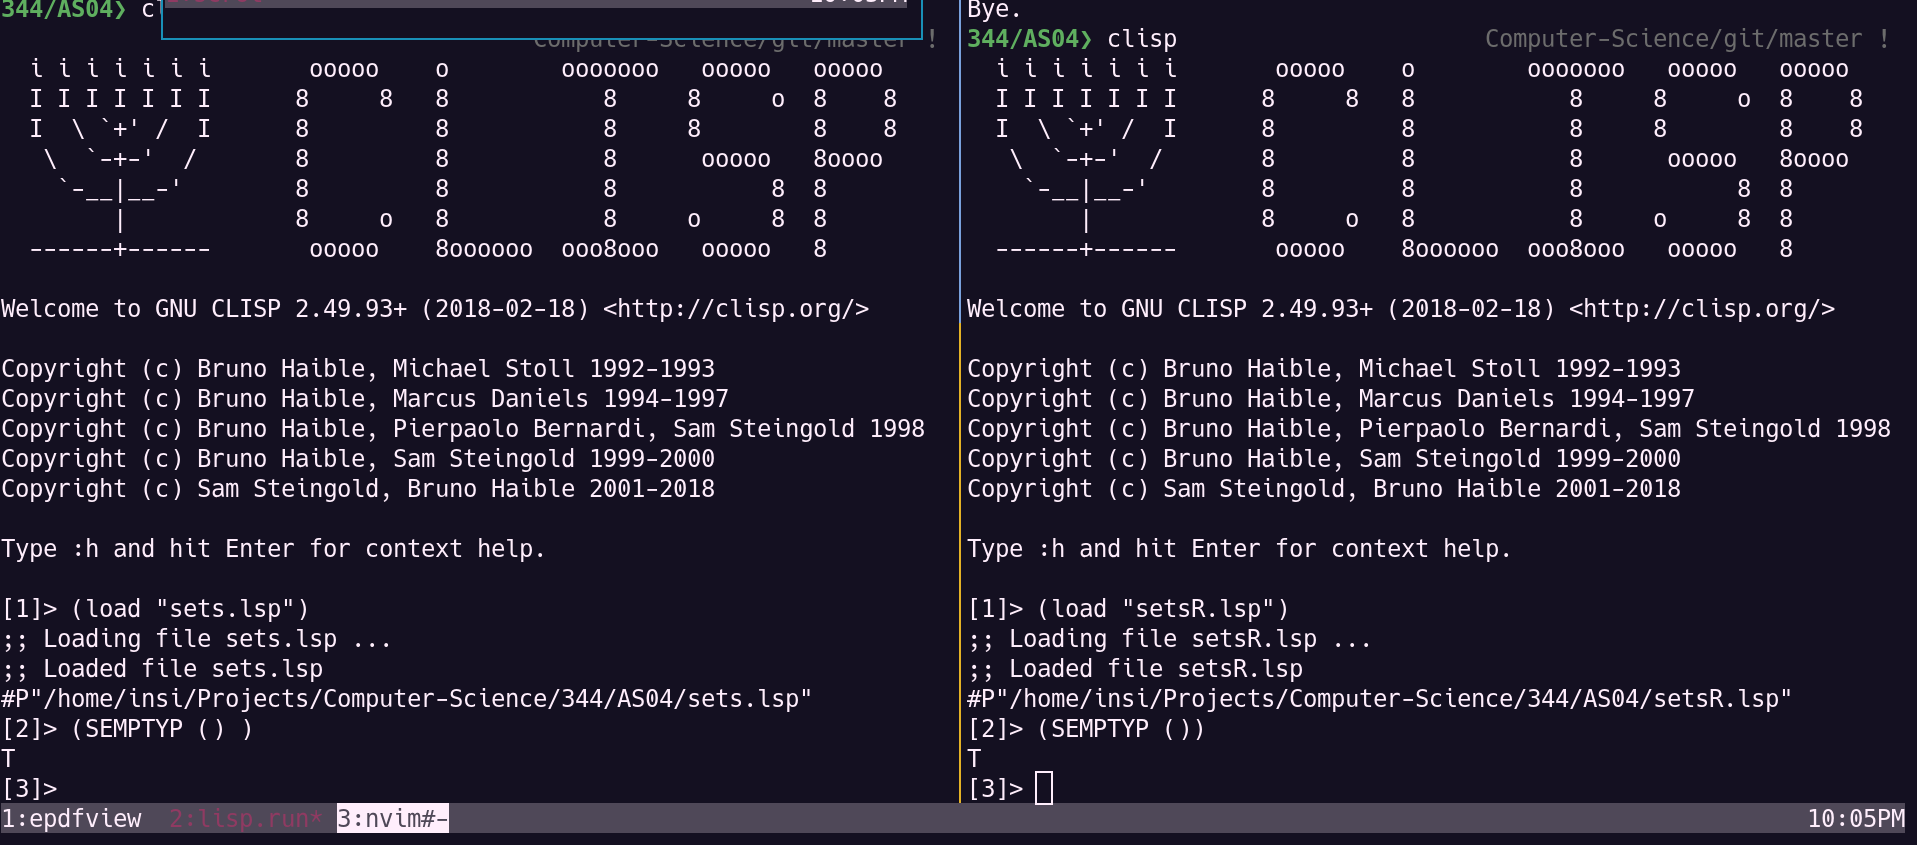 344/AS04❯ cl
Computer-Science/git/master !
  i i i i i i i       ooooo    o        ooooooo   ooooo   ooooo
  I I I I I I I      8     8   8           8     8     o  8    8
  I  \ `+' /  I      8         8           8     8        8    8
   \  `-+-'  /       8         8           8      ooooo   8oooo
    `-__|__-'        8         8           8           8  8
        |            8     o   8           8     o     8  8
  ------+------       ooooo    8oooooo  ooo8ooo   ooooo   8
Welcome to GNU CLISP 2.49.93+ (2018-02-18) <http://clisp.org/>
Copyright (c) Bruno Haible, Michael Stoll 1992-1993
Copyright (c) Bruno Haible, Marcus Daniels 1994-1997
Copyright (c) Bruno Haible, Pierpaolo Bernardi, Sam Steingold 1998
Copyright (c) Bruno Haible, Sam Steingold 1999-2000
Copyright (c) Sam Steingold, Bruno Haible 2001-2018
Type :h and hit Enter for context help.
[1]> (load "sets.lsp")
;; Loading file sets.lsp ...
;; Loaded file sets.lsp
#P"/home/insi/Projects/Computer-Science/344/AS04/sets.lsp"
[2]> (SEMPTYP () )
T
[3]>
Bye.
344/AS04❯ clisp                      Computer-Science/git/master !
  i i i i i i i       ooooo    o        ooooooo   ooooo   ooooo
  I I I I I I I      8     8   8           8     8     o  8    8
  I  \ `+' /  I      8         8           8     8        8    8
   \  `-+-'  /       8         8           8      ooooo   8oooo
    `-__|__-'        8         8           8           8  8
        |            8     o   8           8     o     8  8
  ------+------       ooooo    8oooooo  ooo8ooo   ooooo   8
Welcome to GNU CLISP 2.49.93+ (2018-02-18) <http://clisp.org/>
Copyright (c) Bruno Haible, Michael Stoll 1992-1993
Copyright (c) Bruno Haible, Marcus Daniels 1994-1997
Copyright (c) Bruno Haible, Pierpaolo Bernardi, Sam Steingold 1998
Copyright (c) Bruno Haible, Sam Steingold 1999-2000
Copyright (c) Sam Steingold, Bruno Haible 2001-2018
Type :h and hit Enter for context help.
[1]> (load "setsR.lsp")
;; Loading file setsR.lsp ...
;; Loaded file setsR.lsp
#P"/home/insi/Projects/Computer-Science/344/AS04/setsR.lsp"
[2]> (SEMPTYP ())
T
[3]>
1:epdfview  2:lisp.run* 3:nvim#- 10:05PM